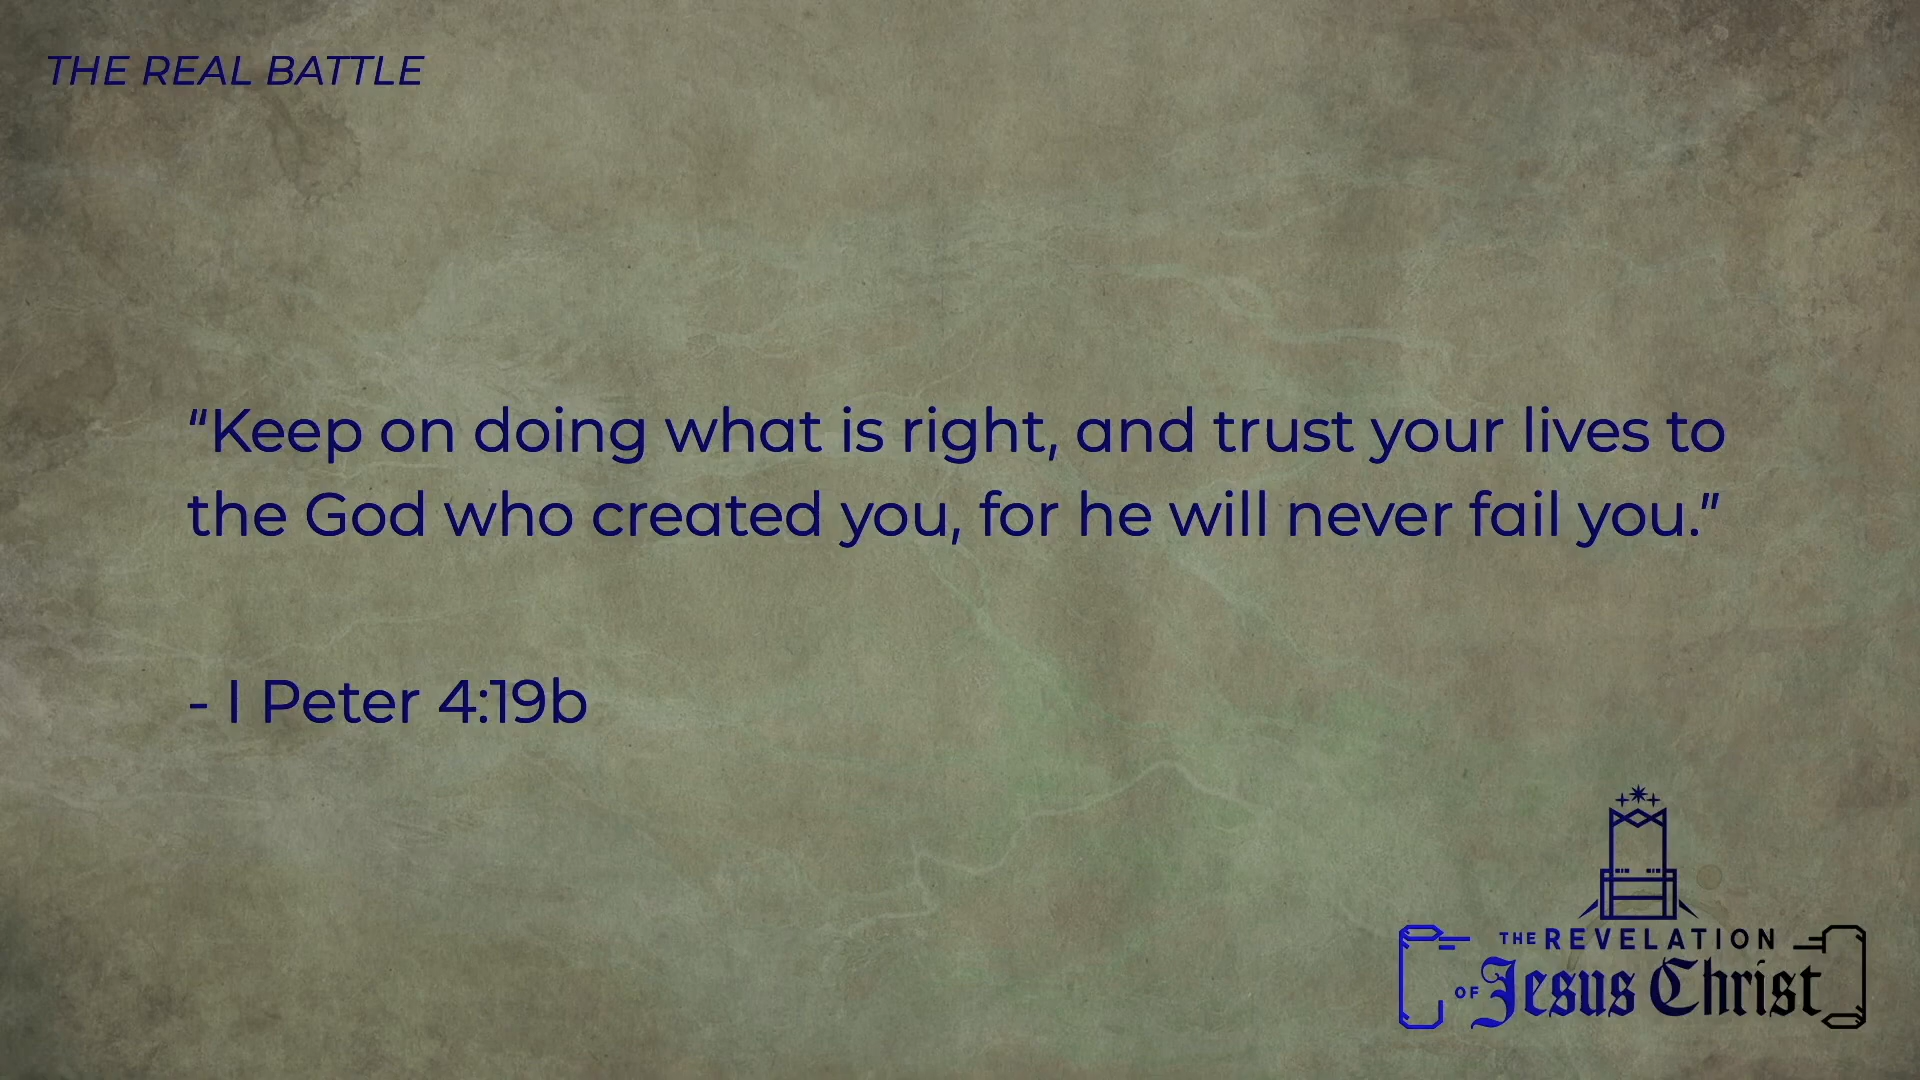 THE REAL BATTLE
“Keep on doing what is right, and trust your lives to
the God who created you, for he will never fail you.”
- I Peter 4:19b
THE REVELATION
OF Jesus Christ